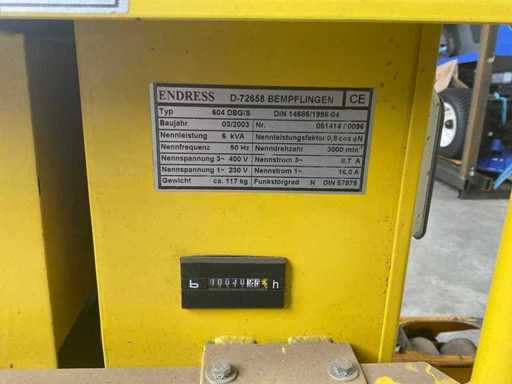 ENDRESS D-72658 BEMPFLINGEN CE
Typ 604 DBG/S DIN 14685/1996-04
Baujahr 03/2003 Nr. 051414 / 0096
Nennleistung 6 kVA Nennleistungsfaktor 0,8 cos φN
Nennfrequenz 50 Hz Nenndrehzahl 3000 min⁻¹
Nennspannung 3~ 400 V Nennstrom 3~ 8,7 A
Nennspannung 1~ 230 V Nennstrom 1~ 16,0 A
Gewicht ca. 117 kg Funkstörgrad N DIN 57875
h